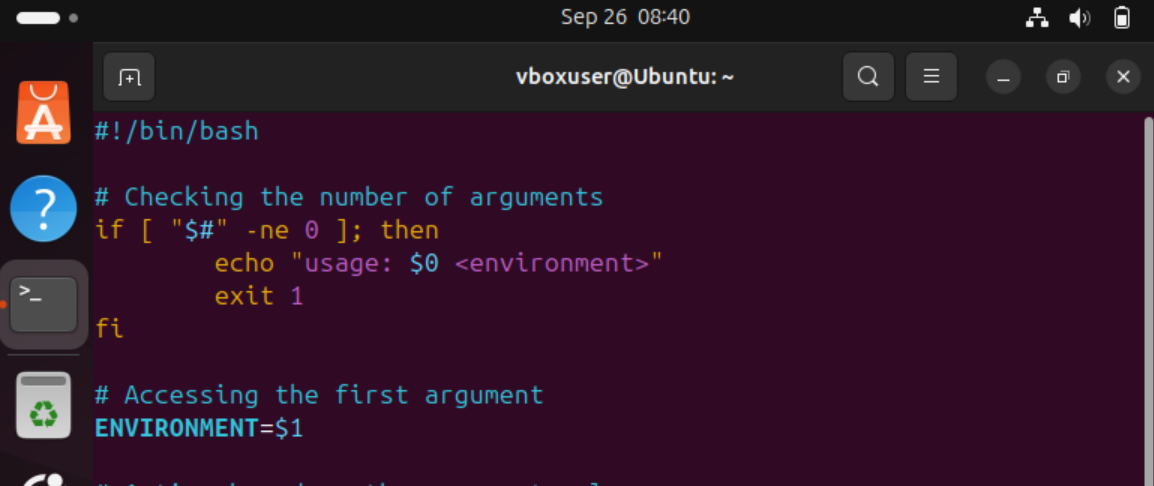 Sep 26 08:40
vboxuser@Ubuntu: ~
#!/bin/bash
# Checking the number of arguments
if [ "$#" -ne 0 ]; then
echo "usage: $0 <environment>"
exit 1
fi
# Accessing the first argument
ENVIRONMENT=$1